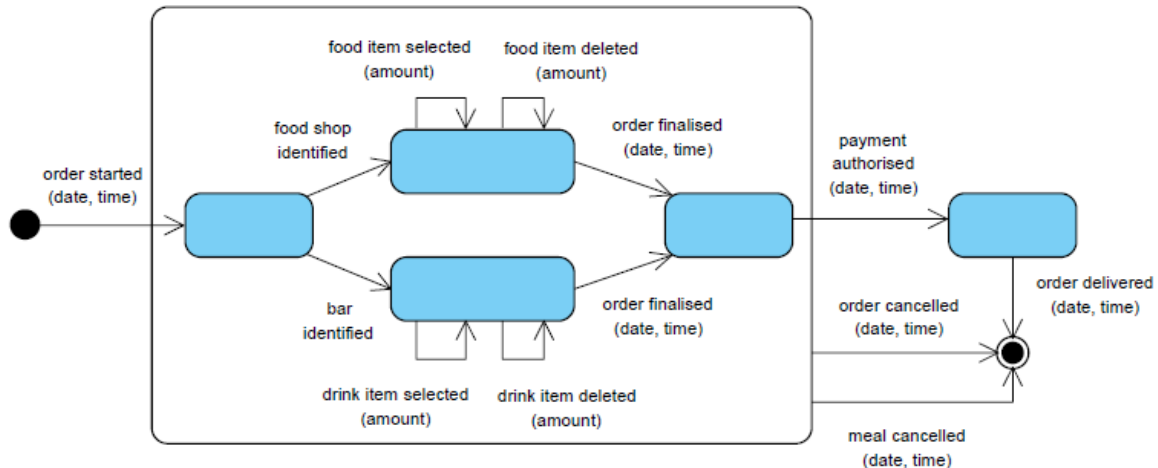 food item selected
(amount)
food item deleted
(amount)
food shop
identified
order finalised
(date, time)
payment
authorised
(date, time)
order started
(date, time)
bar
identified
order finalised
(date, time)
order cancelled
(date, time)
order delivered
(date, time)
drink item selected
(amount)
drink item deleted
(amount)
meal cancelled
(date, time)